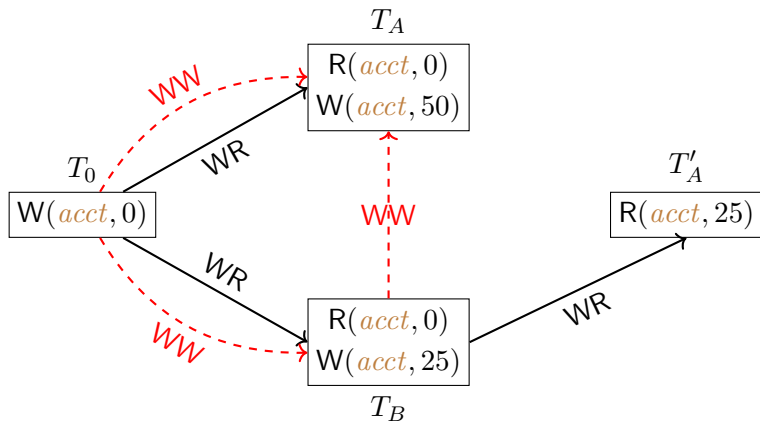 T_A
R(acct, 0)
W(acct, 50)
WW
WR
T_0
W(acct, 0)
T'_A
R(acct, 25)
WW
WR
WW
WR
R(acct, 0)
W(acct, 25)
T_B